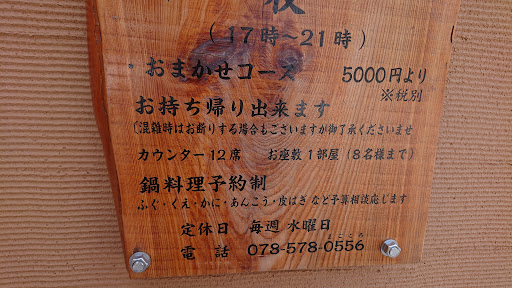 夜
(17時〜21時)
・おまかせコース 5000円より
※税別
お持ち帰り出来ます
(混雑時はお断りする場合もございますが御了承くださいませ
カウンター12席 お座敷1部屋(8名様まで)
鍋料理予約制
ふぐ・くえ・かに・あんこう・皮はぎ など予算相談応じます
定休日 毎週 水曜日
まごころ
電話 078-578-0556